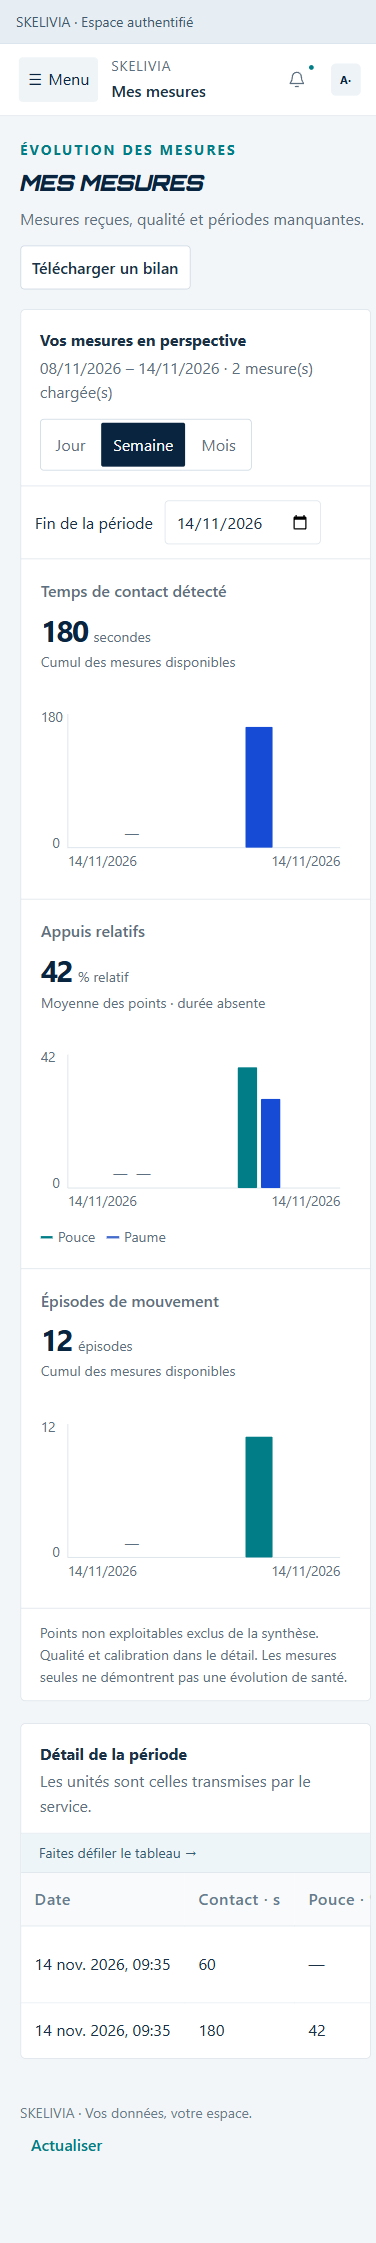 SKELIVIA · Espace authentifié
☰ Menu
SKELIVIA
Mes mesures
A·
ÉVOLUTION DES MESURES
MES MESURES
Mesures reçues, qualité et périodes manquantes.
Télécharger un bilan
Vos mesures en perspective
08/11/2026 – 14/11/2026 · 2 mesure(s)
chargée(s)
Jour Semaine Mois
Fin de la période 14/11/2026
Temps de contact détecté
180 secondes
Cumul des mesures disponibles
180
—
0
14/11/2026 14/11/2026
Appuis relatifs
42 % relatif
Moyenne des points · durée absente
42
— —
0
14/11/2026 14/11/2026
Pouce Paume
Épisodes de mouvement
12 épisodes
Cumul des mesures disponibles
12
—
0
14/11/2026 14/11/2026
Points non exploitables exclus de la synthèse.
Qualité et calibration dans le détail. Les mesures
seules ne démontrent pas une évolution de santé.
Détail de la période
Les unités sont celles transmises par le
service.
Faites défiler le tableau →
Date Contact · s Pouce ·
14 nov. 2026, 09:35 60 —
14 nov. 2026, 09:35 180 42
SKELIVIA · Vos données, votre espace.
Actualiser